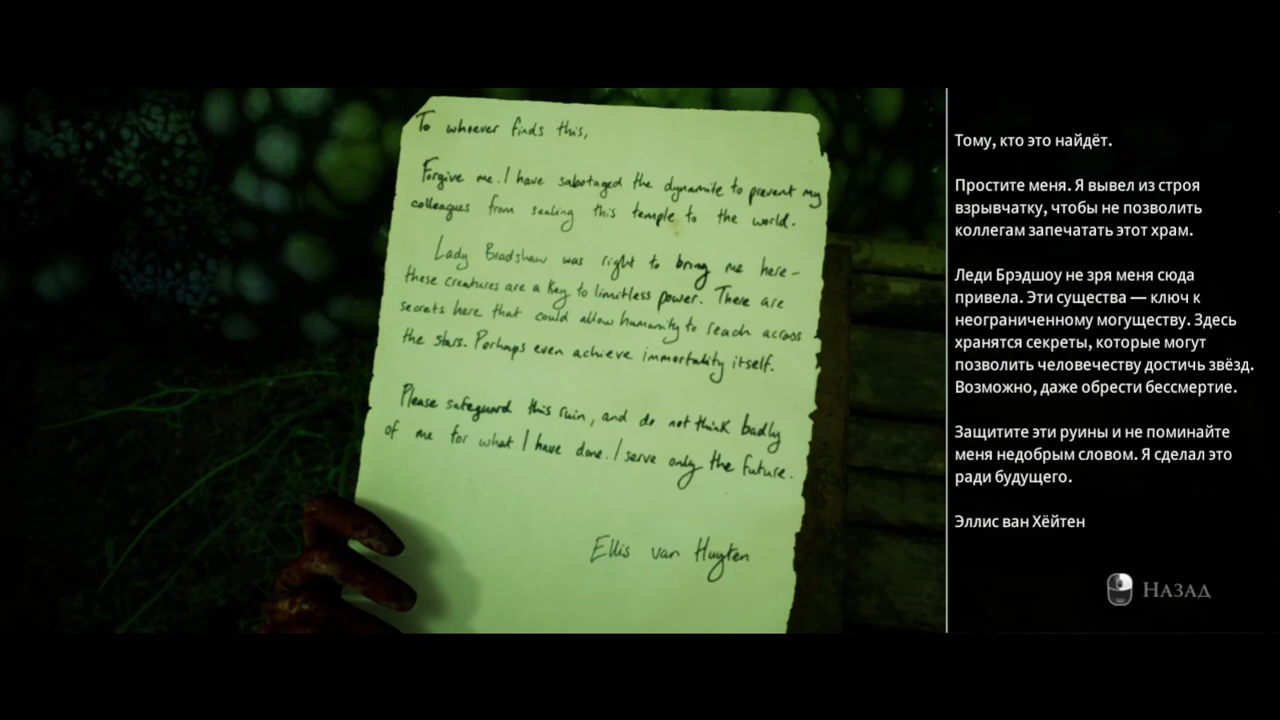 To whoever finds this,
Forgive me. I have sabotaged the dynamite to prevent my
colleagues from sealing this temple to the world.
Lady Bradshaw was right to bring me here-
these creatures are a key to limitless power. There are
secrets here that could allow humanity to reach across
the stars. Perhaps even achieve immortality itself.
Please safeguard this ruin, and do not think badly
of me for what I have done. I serve only the future.
Ellis van Huyten
Тому, кто это найдёт.
Простите меня. Я вывел из строя
взрывчатку, чтобы не позволить
коллегам запечатать этот храм.
Леди Брэдшоу не зря меня сюда
привела. Эти существа — ключ к
неограниченному могуществу. Здесь
хранятся секреты, которые могут
позволить человечеству достичь звёзд.
Возможно, даже обрести бессмертие.
Защитите эти руины и не поминайте
меня недобрым словом. Я сделал это
ради будущего.
Эллис ван Хёйтен
Назад